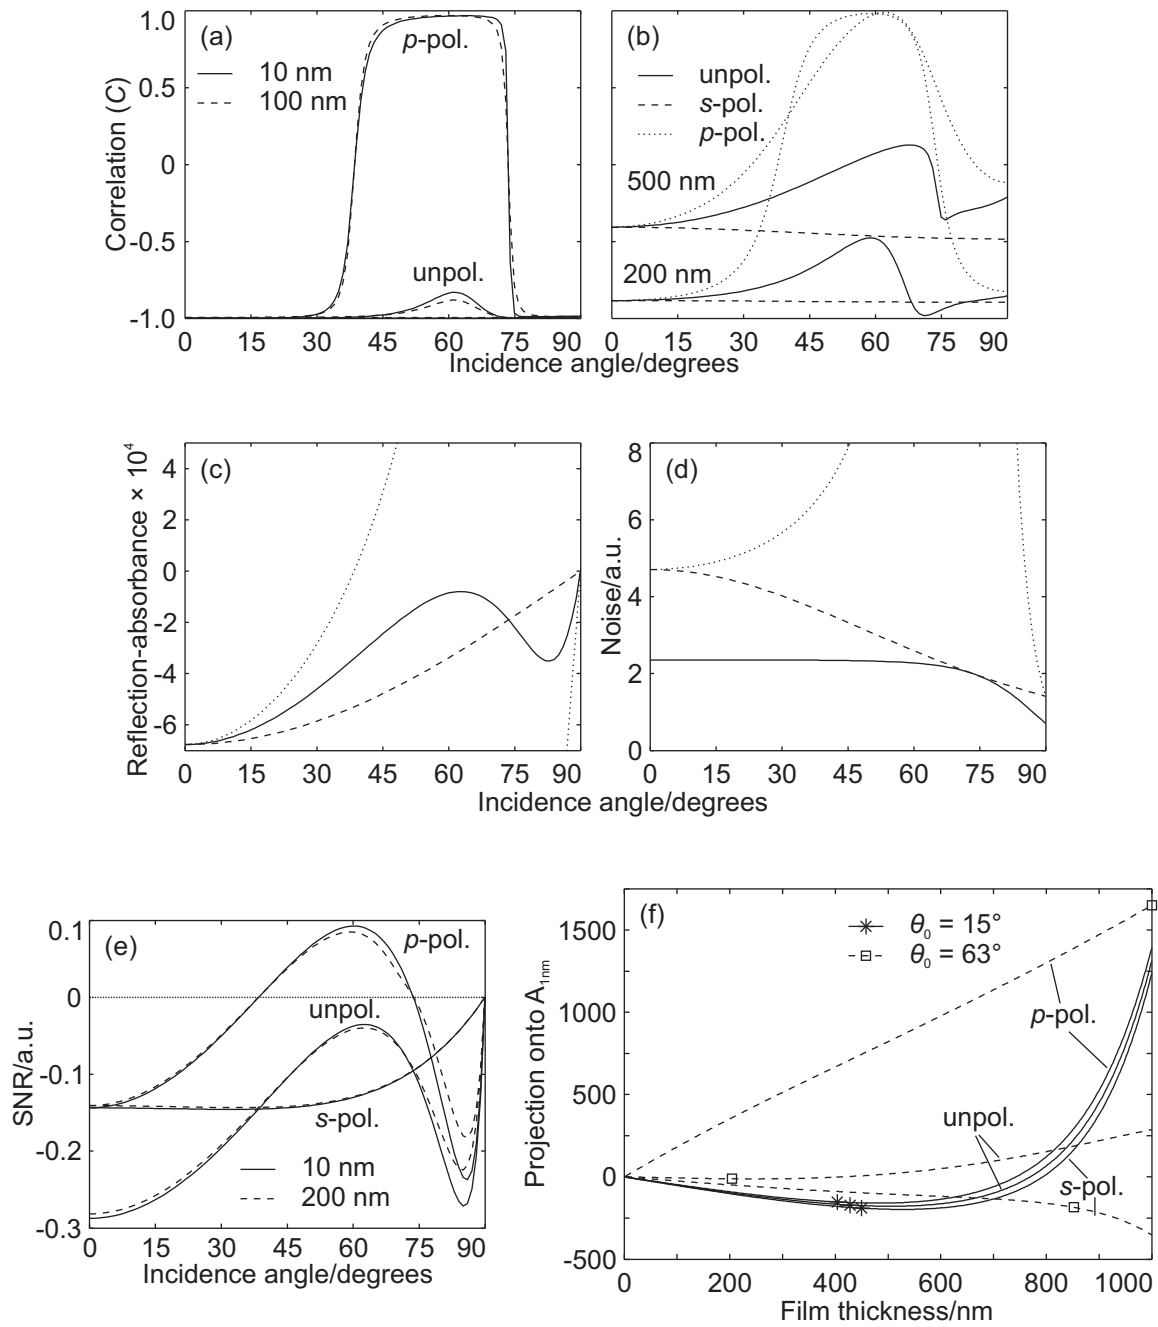 (a)
p-pol.
10 nm
100 nm
unpol.
Correlation (C)
1.0
0.5
0
-0.5
-1.0
0 15 30 45 60 75 90
(b)
unpol.
s-pol.
p-pol.
500 nm
200 nm
0 15 30 45 60 75 90
Incidence angle/degrees
(c)
Reflection-absorbance × 10⁴
4
2
0
-2
-4
-6
0 15 30 45 60 75 90
(d)
Noise/a.u.
8
6
4
2
0
0 15 30 45 60 75 90
Incidence angle/degrees
(e)
p-pol.
unpol.
s-pol.
10 nm
200 nm
SNR/a.u.
0.1
0
-0.1
-0.2
-0.3
0 15 30 45 60 75 90
Incidence angle/degrees
(f)
θ₀ = 15°
θ₀ = 63°
p-pol.
unpol.
s-pol.
Projection onto A₁ₙₘ
1500
1000
500
0
-500
0 200 400 600 800 1000
Film thickness/nm